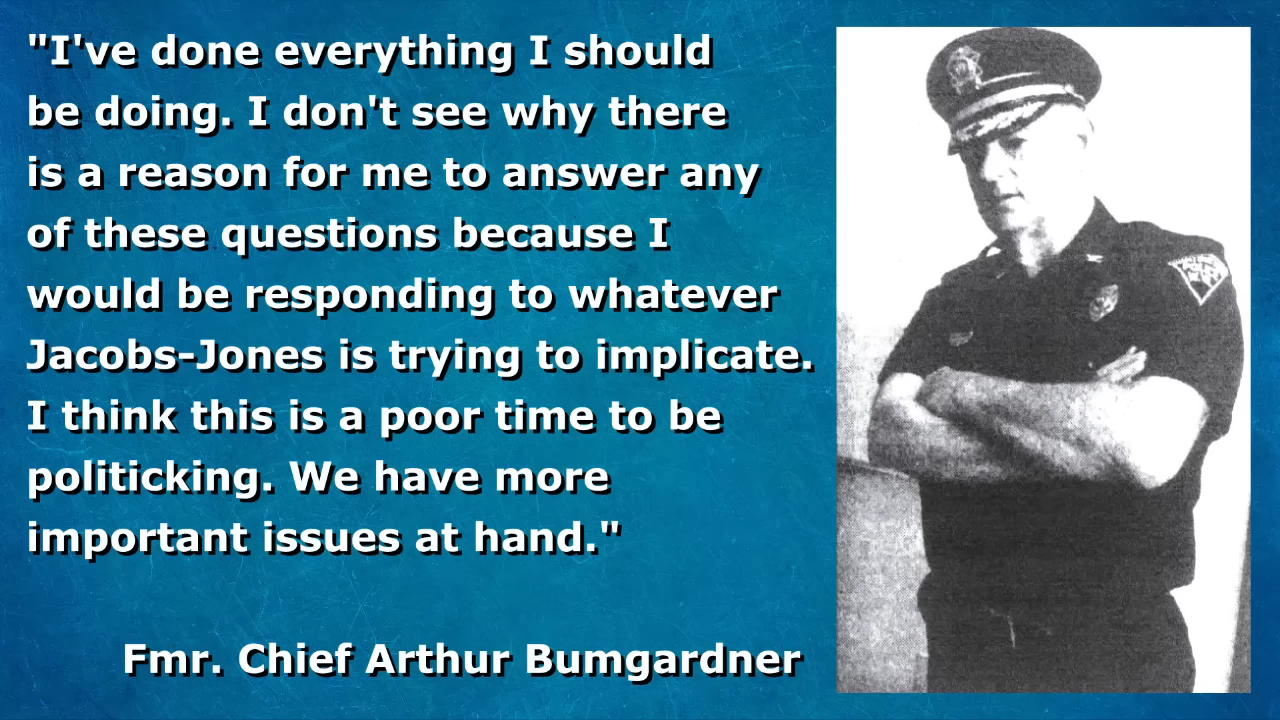 "I've done everything I should
be doing. I don't see why there
is a reason for me to answer any
of these questions because I
would be responding to whatever
Jacobs-Jones is trying to implicate.
I think this is a poor time to be
politicking. We have more
important issues at hand."
Fmr. Chief Arthur Bumgardner